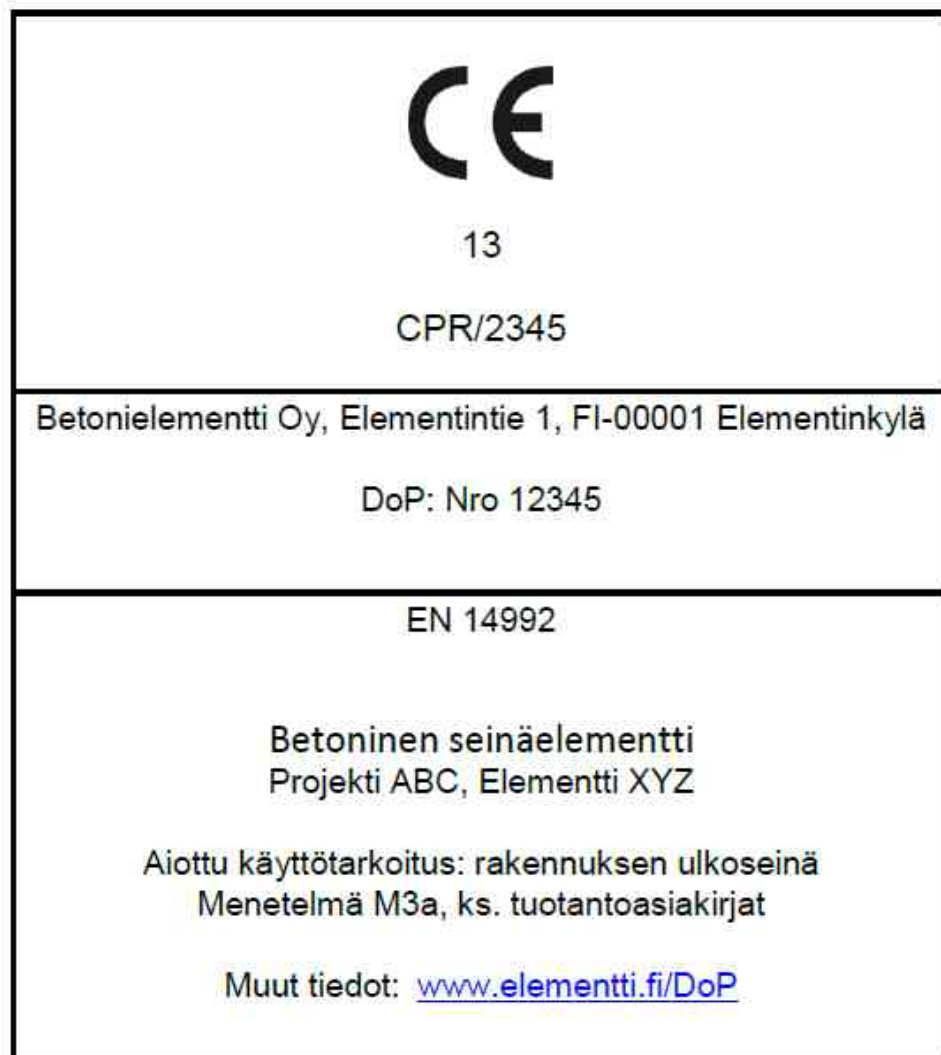 CE
13
CPR/2345
Betonielementti Oy, Elementintie 1, FI-00001 Elementinkylä
DoP: Nro 12345
EN 14992
Betoninen seinäelementti
Projekti ABC, Elementti XYZ
Aiottu käyttötarkoitus: rakennuksen ulkoseinä
Menetelmä M3a, ks. tuotantoasiakirjat
Muut tiedot: www.elementti.fi/DoP